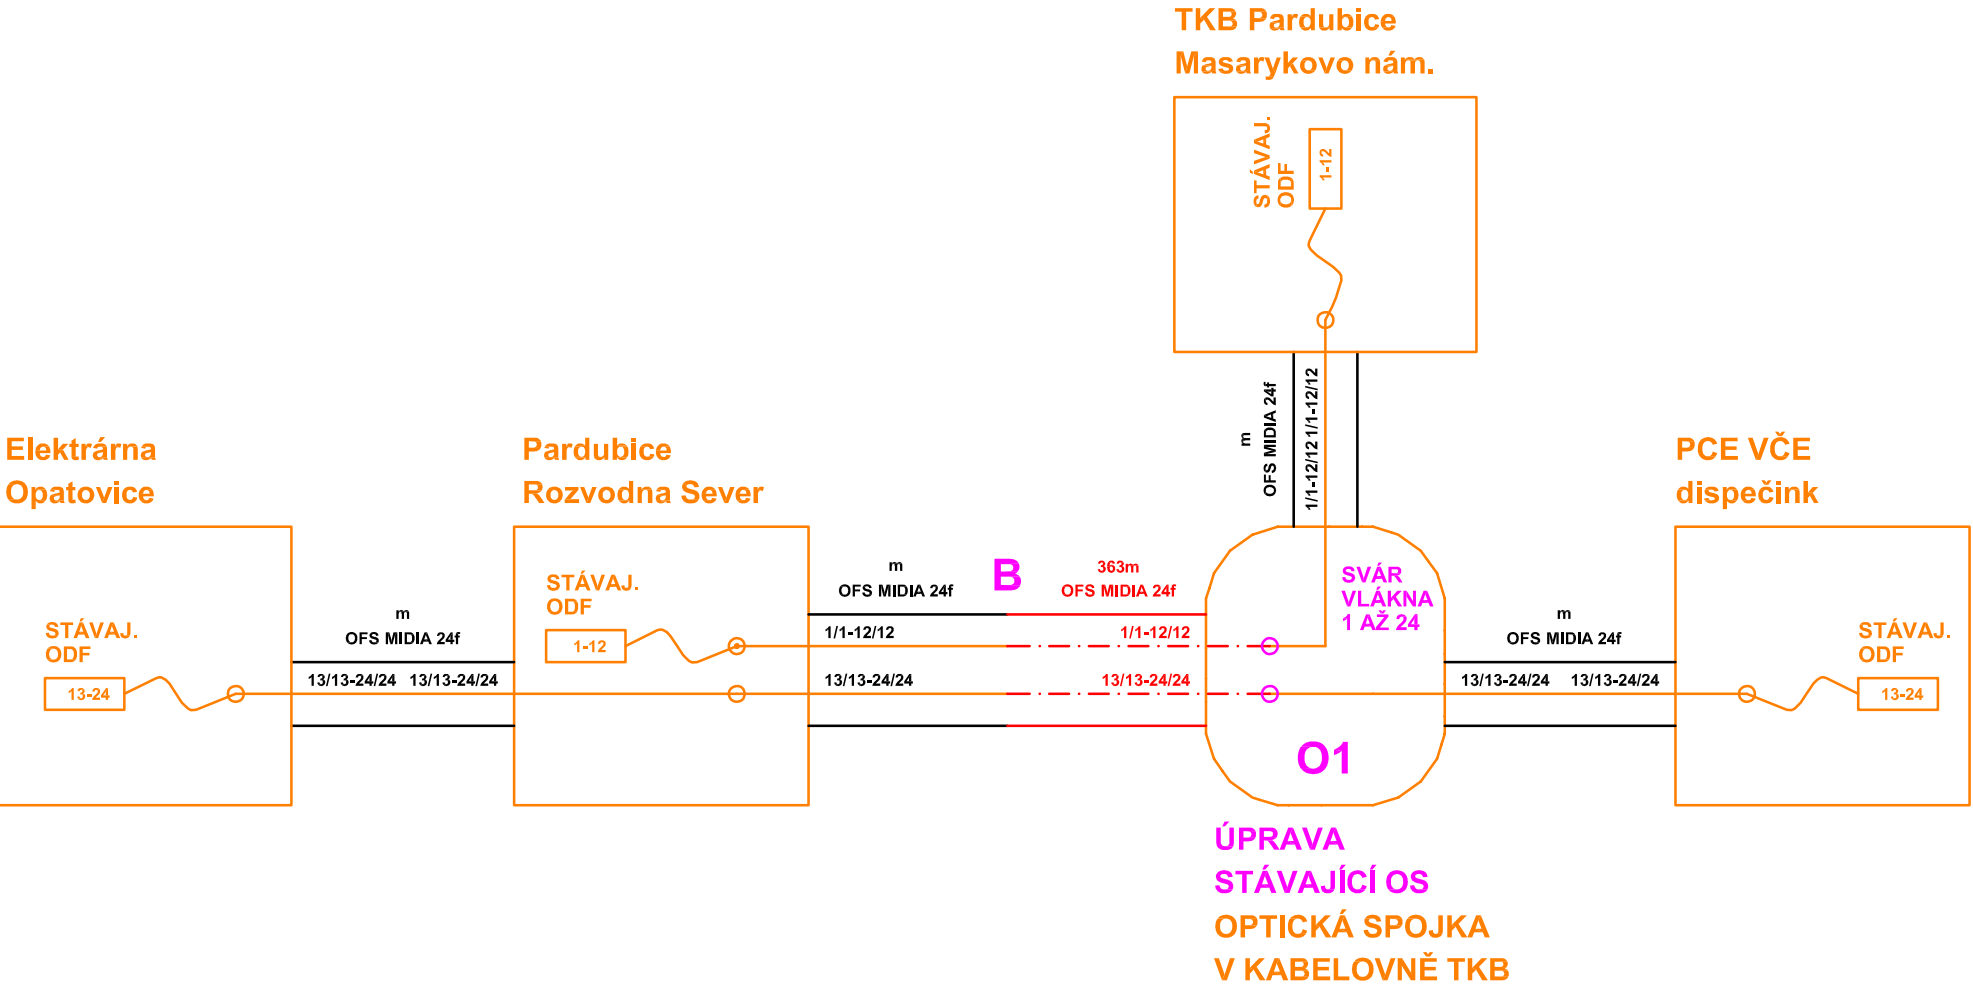 TKB Pardubice
Masarykovo nám.
STÁVAJ.
ODF
1-12
m
OFS MIDIA 24f
1/1-12/12 1/1-12/12
Elektrárna
Opatovice
STÁVAJ.
ODF
13-24
m
OFS MIDIA 24f
13/13-24/24 13/13-24/24
Pardubice
Rozvodna Sever
STÁVAJ.
ODF
1-12
m
OFS MIDIA 24f
1/1-12/12
13/13-24/24
B
363m
OFS MIDIA 24f
1/1-12/12
13/13-24/24
SVÁR
VLÁKNA
1 AŽ 24
O1
ÚPRAVA
STÁVAJÍCÍ OS
OPTICKÁ SPOJKA
V KABELOVNĚ TKB
m
OFS MIDIA 24f
13/13-24/24 13/13-24/24
PCE VČE
dispečink
STÁVAJ.
ODF
13-24